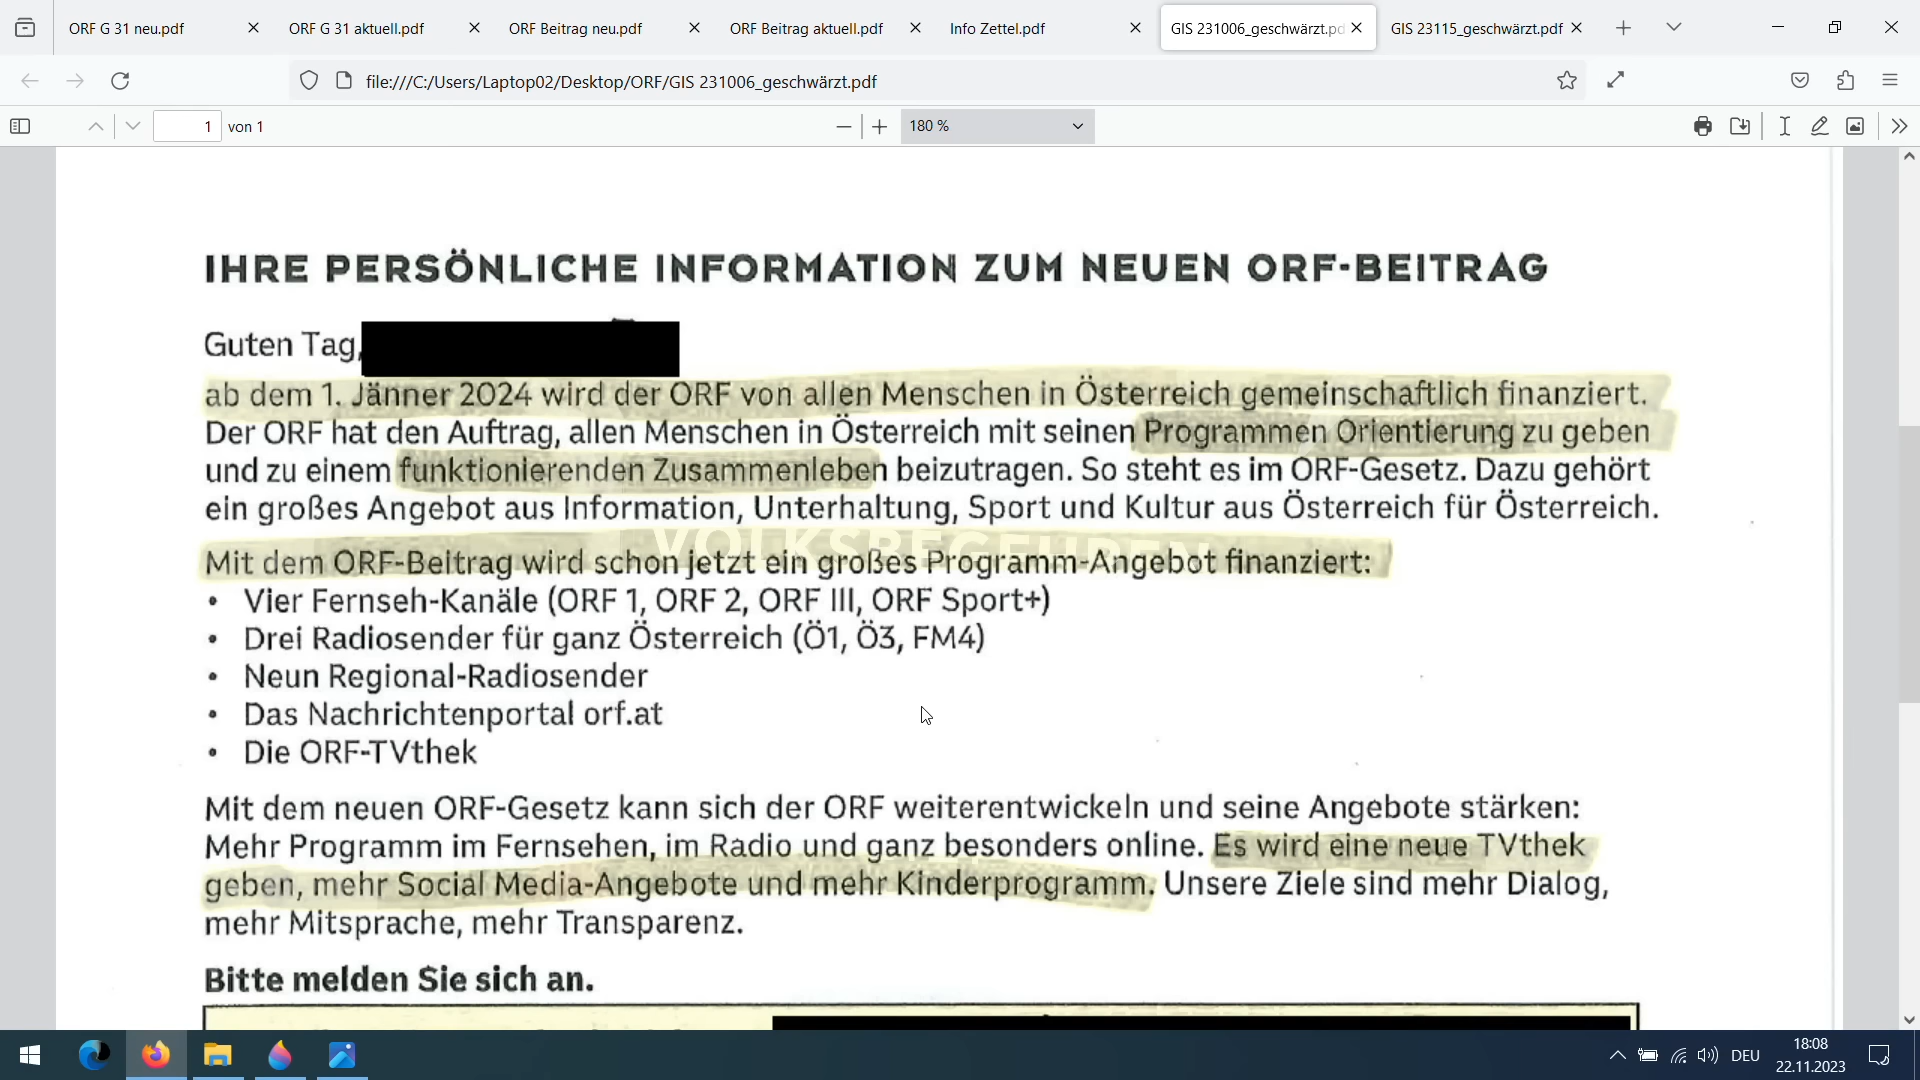 ORF G 31 neu.pdf
ORF G 31 aktuell.pdf
ORF Beitrag neu.pdf
ORF Beitrag aktuell.pdf
Info Zettel.pdf
GIS 231006_geschwärzt.pd
GIS 23115_geschwärzt.pdf
file:///C:/Users/Laptop02/Desktop/ORF/GIS 231006_geschwärzt.pdf
1 von 1
180 %
IHRE PERSÖNLICHE INFORMATION ZUM NEUEN ORF-BEITRAG
Guten Tag,
ab dem 1. Jänner 2024 wird der ORF von allen Menschen in Österreich gemeinschaftlich finanziert.
Der ORF hat den Auftrag, allen Menschen in Österreich mit seinen Programmen Orientierung zu geben
und zu einem funktionierenden Zusammenleben beizutragen. So steht es im ORF-Gesetz. Dazu gehört
ein großes Angebot aus Information, Unterhaltung, Sport und Kultur aus Österreich für Österreich.
VOLKSBEGEHREN
Mit dem ORF-Beitrag wird schon jetzt ein großes Programm-Angebot finanziert:
• Vier Fernseh-Kanäle (ORF 1, ORF 2, ORF III, ORF Sport+)
• Drei Radiosender für ganz Österreich (Ö1, Ö3, FM4)
• Neun Regional-Radiosender
• Das Nachrichtenportal orf.at
• Die ORF-TVthek
Mit dem neuen ORF-Gesetz kann sich der ORF weiterentwickeln und seine Angebote stärken:
Mehr Programm im Fernsehen, im Radio und ganz besonders online. Es wird eine neue TVthek
geben, mehr Social Media-Angebote und mehr Kinderprogramm. Unsere Ziele sind mehr Dialog,
mehr Mitsprache, mehr Transparenz.
Bitte melden Sie sich an.
DEU
18:08
22.11.2023